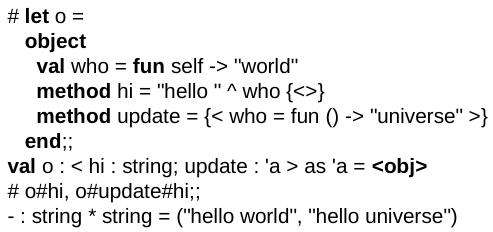 # let o =
object
val who = fun self -> "world"
method hi = "hello " ^ who {<>}
method update = {< who = fun () -> "universe" >}
end;;
val o : < hi : string; update : 'a > as 'a = <obj>
# o#hi, o#update#hi;;
- : string * string = ("hello world", "hello universe")